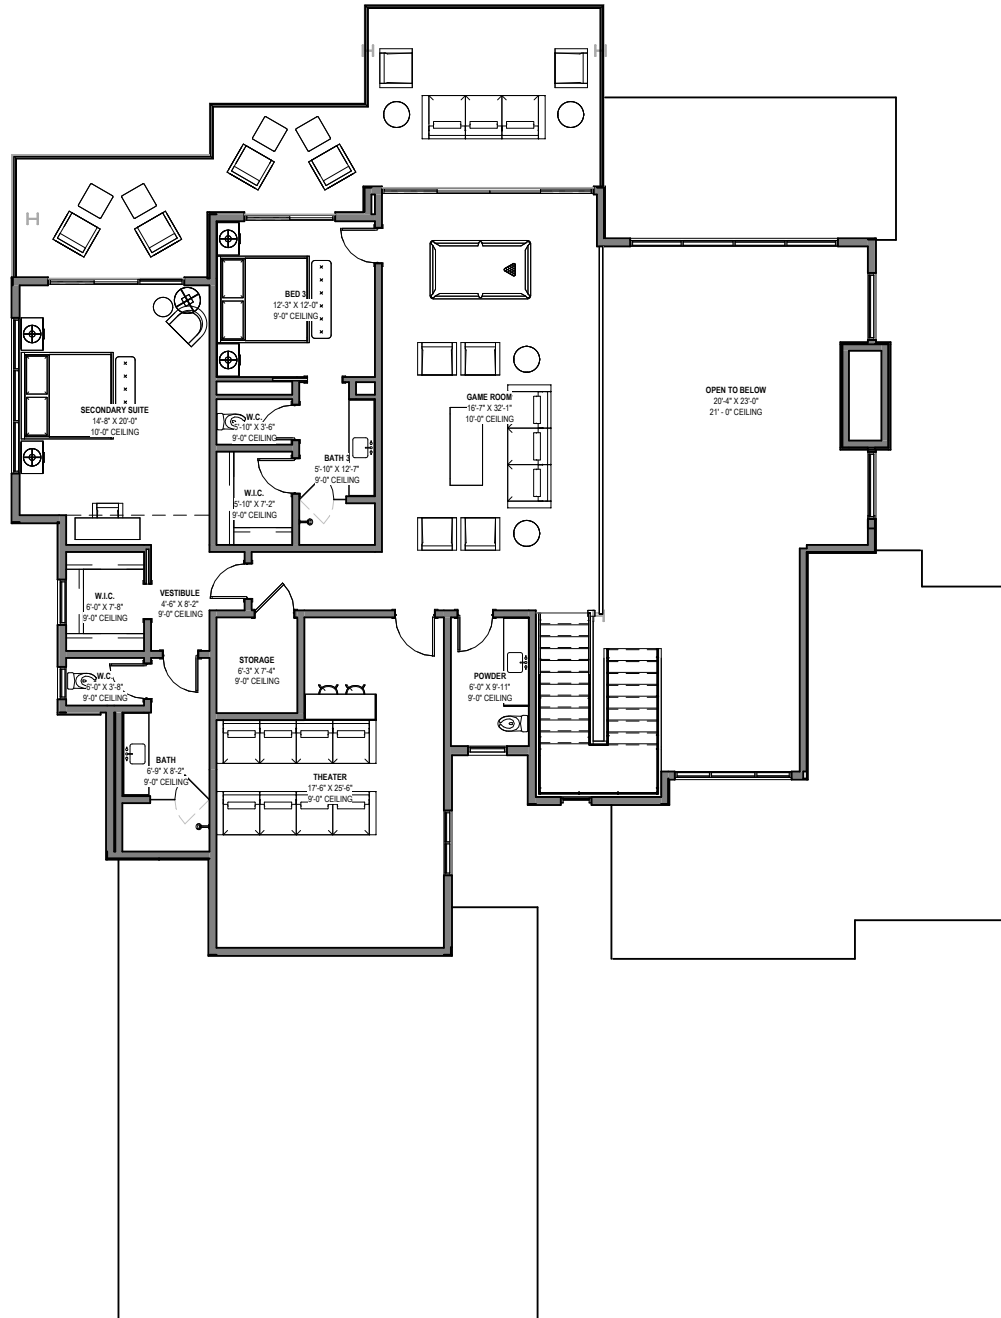 BED 3
12'-3" X 12'-0"
9'-0" CEILING
SECONDARY SUITE
14'-8" X 20'-0"
10'-0" CEILING
GAME ROOM
16'-7" X 32'-1"
10'-0" CEILING
OPEN TO BELOW
20'-4" X 23'-0"
21' - 0" CEILING
W.C.
5'-10" X 3'-6"
9'-0" CEILING
BATH 3
5'-10" X 12'-7"
9'-0" CEILING
W.I.C.
5'-10" X 7'-2"
9'-0" CEILING
W.I.C.
6'-0" X 7'-8"
9'-0" CEILING
VESTIBULE
4'-6" X 8'-2"
9'-0" CEILING
STORAGE
6'-3" X 7'-4"
9'-0" CEILING
W.C.
6'-0" X 3'-8"
9'-0" CEILING
POWDER
6'-0" X 9'-11"
9'-0" CEILING
BATH
6'-9" X 8'-2"
9'-0" CEILING
THEATER
17'-6" X 25'-6"
9'-0" CEILING